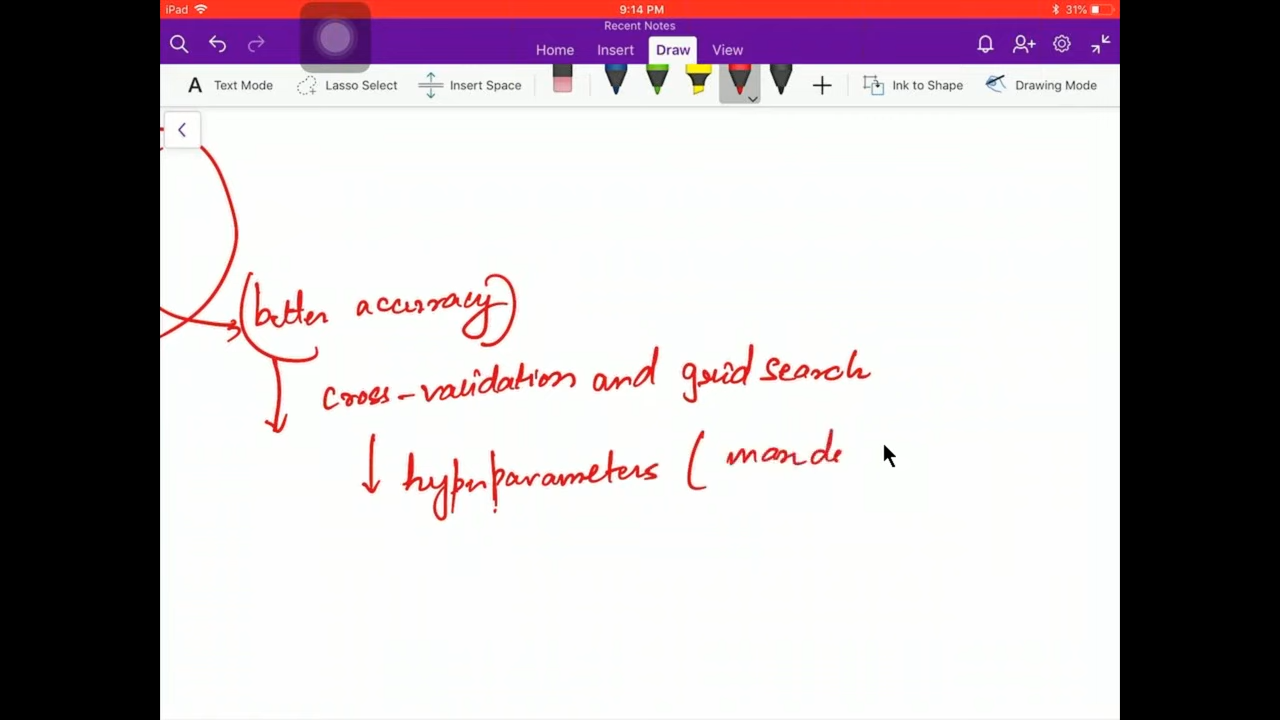 iPad 9:14 PM 31%
Recent Notes
Home Insert Draw View
A Text Mode Lasso Select Insert Space Ink to Shape Drawing Mode
(better accuracy)
cross-validation and grid search
hyperparameters (